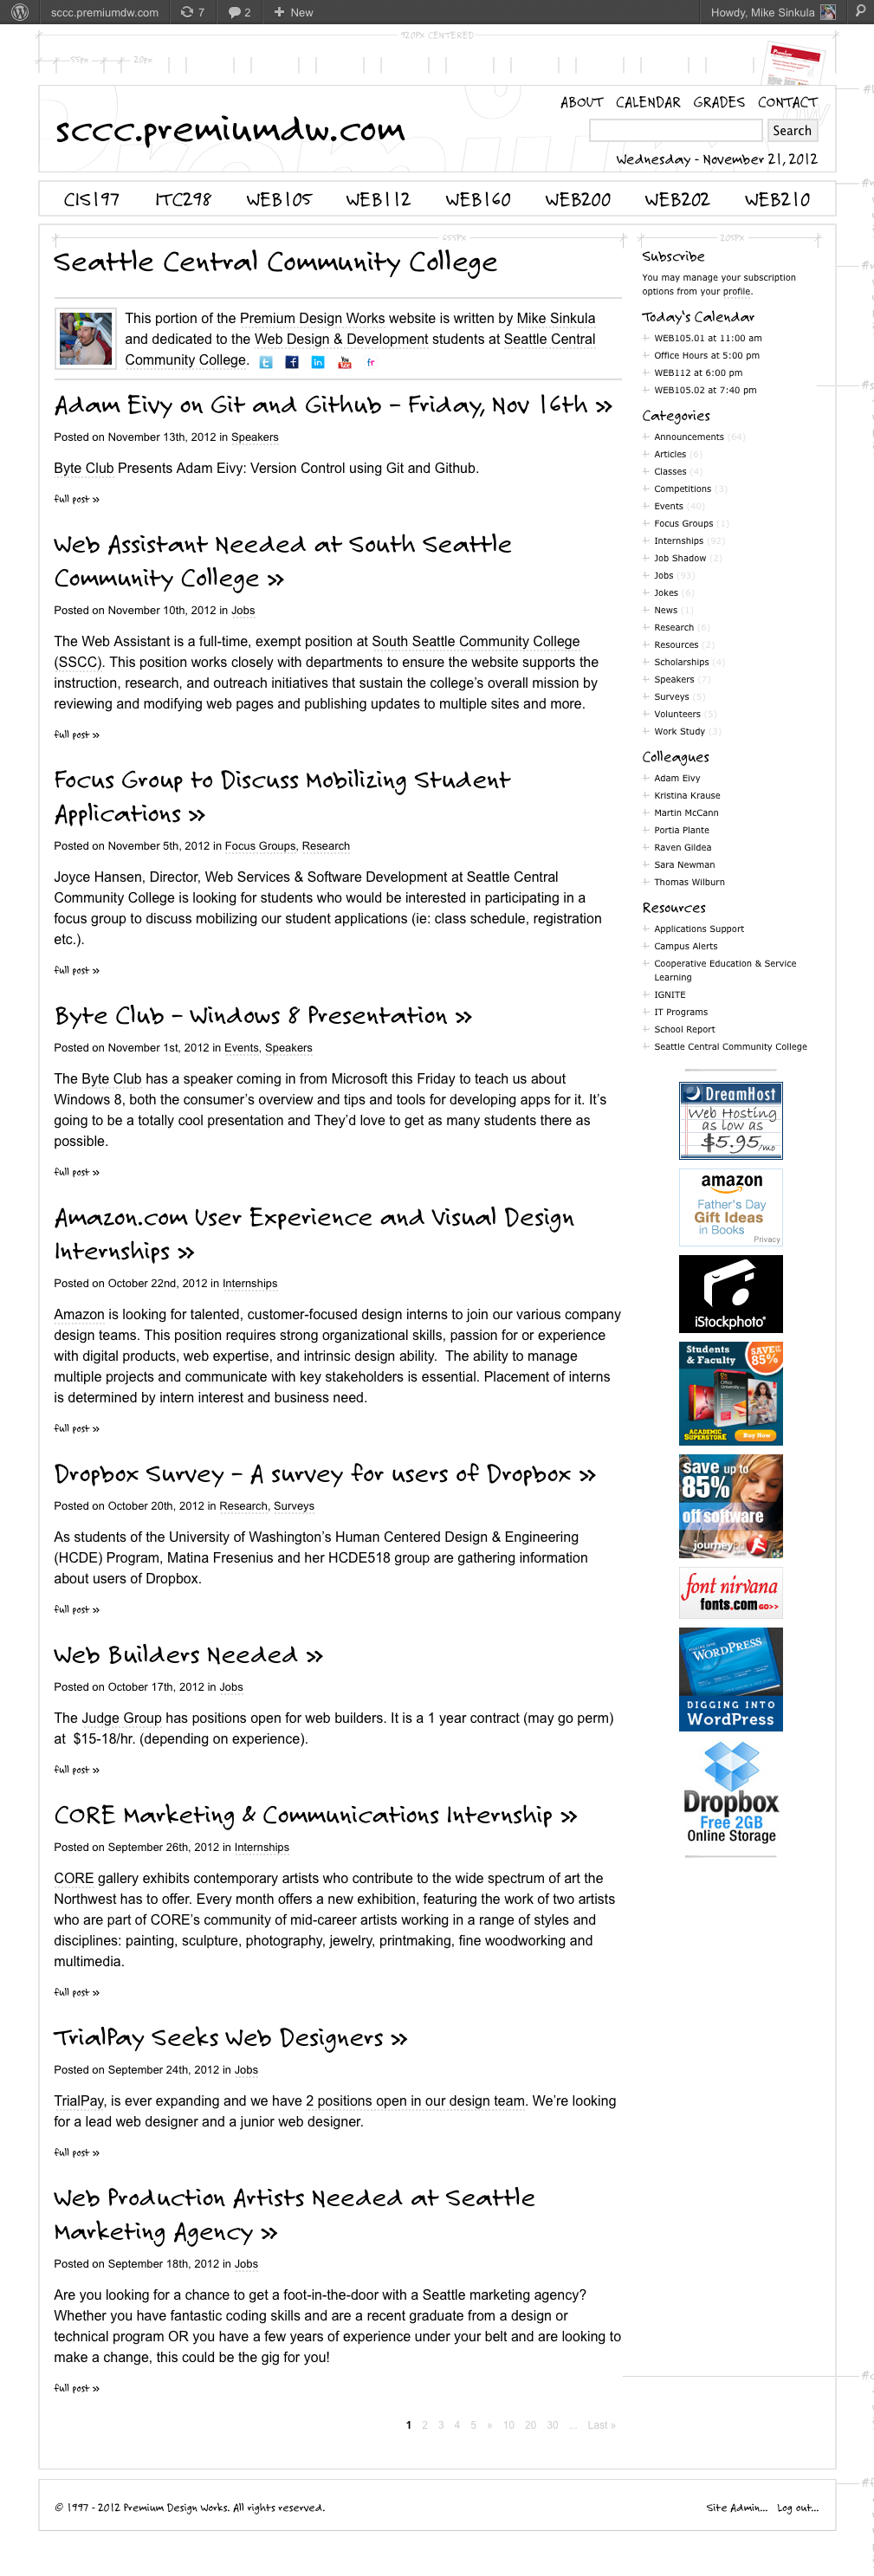 sccc.premiumdw.com 7 2 + New Howdy, Mike Sinkula
920PX CENTERED
55px 20px
ABOUT CALENDAR GRADES CONTACT
sccc.premiumdw.com
Search
Wednesday - November 21, 2012
CIS197 ITC298 WEB105 WEB112 WEB160 WEB200 WEB202 WEB210
655PX
205PX
Seattle Central Community College
This portion of the Premium Design Works website is written by Mike Sinkula
and dedicated to the Web Design & Development students at Seattle Central
Community College.
Adam Eivy on Git and Github – Friday, Nov 16th »
Posted on November 13th, 2012 in Speakers
Byte Club Presents Adam Eivy: Version Control using Git and Github.
full post »
Web Assistant Needed at South Seattle
Community College »
Posted on November 10th, 2012 in Jobs
The Web Assistant is a full-time, exempt position at South Seattle Community College
(SSCC). This position works closely with departments to ensure the website supports the
instruction, research, and outreach initiatives that sustain the college's overall mission by
reviewing and modifying web pages and publishing updates to multiple sites and more.
full post »
Focus Group to Discuss Mobilizing Student
Applications »
Posted on November 5th, 2012 in Focus Groups, Research
Joyce Hansen, Director, Web Services & Software Development at Seattle Central
Community College is looking for students who would be interested in participating in a
focus group to discuss mobilizing our student applications (ie: class schedule, registration
etc.).
full post »
Byte Club – Windows 8 Presentation »
Posted on November 1st, 2012 in Events, Speakers
The Byte Club has a speaker coming in from Microsoft this Friday to teach us about
Windows 8, both the consumer's overview and tips and tools for developing apps for it. It's
going to be a totally cool presentation and They'd love to get as many students there as
possible.
full post »
Amazon.com User Experience and Visual Design
Internships »
Posted on October 22nd, 2012 in Internships
Amazon is looking for talented, customer-focused design interns to join our various company
design teams. This position requires strong organizational skills, passion for or experience
with digital products, web expertise, and intrinsic design ability. The ability to manage
multiple projects and communicate with key stakeholders is essential. Placement of interns
is determined by intern interest and business need.
full post »
Dropbox Survey – A survey for users of Dropbox »
Posted on October 20th, 2012 in Research, Surveys
As students of the University of Washington's Human Centered Design & Engineering
(HCDE) Program, Matina Fresenius and her HCDE518 group are gathering information
about users of Dropbox.
full post »
Web Builders Needed »
Posted on October 17th, 2012 in Jobs
The Judge Group has positions open for web builders. It is a 1 year contract (may go perm)
at $15-18/hr. (depending on experience).
full post »
CORE Marketing & Communications Internship »
Posted on September 26th, 2012 in Internships
CORE gallery exhibits contemporary artists who contribute to the wide spectrum of art the
Northwest has to offer. Every month offers a new exhibition, featuring the work of two artists
who are part of CORE's community of mid-career artists working in a range of styles and
disciplines: painting, sculpture, photography, jewelry, printmaking, fine woodworking and
multimedia.
full post »
TrialPay Seeks Web Designers »
Posted on September 24th, 2012 in Jobs
TrialPay, is ever expanding and we have 2 positions open in our design team. We're looking
for a lead web designer and a junior web designer.
full post »
Web Production Artists Needed at Seattle
Marketing Agency »
Posted on September 18th, 2012 in Jobs
Are you looking for a chance to get a foot-in-the-door with a Seattle marketing agency?
Whether you have fantastic coding skills and are a recent graduate from a design or
technical program OR you have a few years of experience under your belt and are looking to
make a change, this could be the gig for you!
full post »
1 2 3 4 5 » 10 20 30 ... Last »
Subscribe
You may manage your subscription
options from your profile.
Today's Calendar
WEB105.01 at 11:00 am
Office Hours at 5:00 pm
WEB112 at 6:00 pm
WEB105.02 at 7:40 pm
Categories
Announcements (64)
Articles (6)
Classes (4)
Competitions (3)
Events (40)
Focus Groups (1)
Internships (92)
Job Shadow (2)
Jobs (93)
Jokes (6)
News (1)
Research (6)
Resources (2)
Scholarships (4)
Speakers (7)
Surveys (5)
Volunteers (5)
Work Study (3)
Colleagues
Adam Eivy
Kristina Krause
Martin McCann
Portia Plante
Raven Gildea
Sara Newman
Thomas Wilburn
Resources
Applications Support
Campus Alerts
Cooperative Education & Service
Learning
IGNITE
IT Programs
School Report
Seattle Central Community College
DreamHost
Web Hosting
as low as
$5.95/mo
amazon
Father's Day
Gift Ideas
in Books
Privacy
iStockphoto
Students
& Faculty
SAVE UP TO
85%
ACADEMIC
SUPERSTORE
Buy Now
save up to
85%
off software
journeyEd
font nirvana
fonts.com GO>>
WORDPRESS
DIGGING INTO
WordPress
Dropbox
Free 2GB
Online Storage
© 1997 - 2012 Premium Design Works. All rights reserved.
Site Admin... Log out...